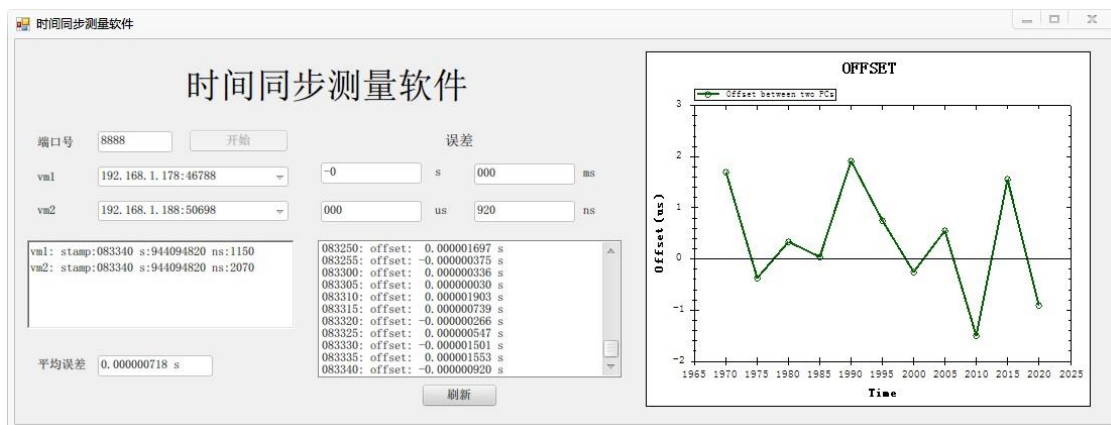 时间同步测量软件
时间同步测量软件
端口号 8888 开始 误差
vm1 192.168.1.178:46788 -0 s 000 ms
vm2 192.168.1.188:50698 000 us 920 ns
vm1: stamp:083340 s:944094820 ns:1150
vm2: stamp:083340 s:944094820 ns:2070
083250: offset: 0.000001697 s
083255: offset: -0.000000375 s
083300: offset: 0.000000336 s
083305: offset: 0.000000030 s
083310: offset: 0.000001903 s
083315: offset: 0.000000739 s
083320: offset: -0.000000266 s
083325: offset: 0.000000547 s
083330: offset: -0.000001501 s
083335: offset: 0.000001553 s
083340: offset: -0.000000920 s
平均误差 0.000000718 s
刷新
OFFSET
Offset between two PCs
Offset(us)
3
2
1
0
-1
-2
1965 1970 1975 1980 1985 1990 1995 2000 2005 2010 2015 2020 2025
Time